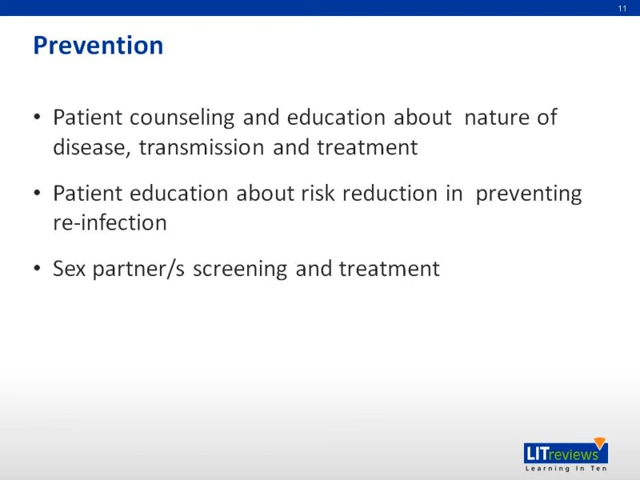 11
Prevention
• Patient counseling and education about nature of
disease, transmission and treatment
• Patient education about risk reduction in preventing
re-infection
• Sex partner/s screening and treatment
LITreviews
Learning In Ten